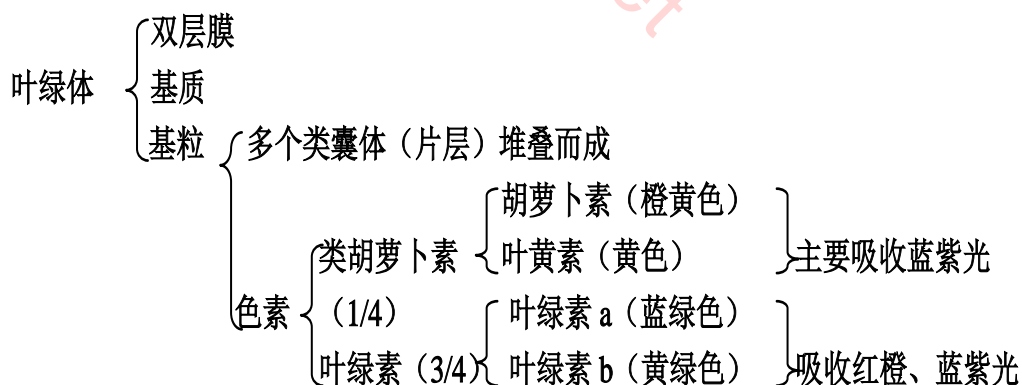 双层膜
叶绿体
基质
基粒 多个类囊体（片层）堆叠而成
胡萝卜素（橙黄色）
类胡萝卜素 叶黄素（黄色） 主要吸收蓝紫光
色素 （1/4） 叶绿素 a（蓝绿色）
叶绿素（3/4） 叶绿素 b（黄绿色） 吸收红橙、蓝紫光